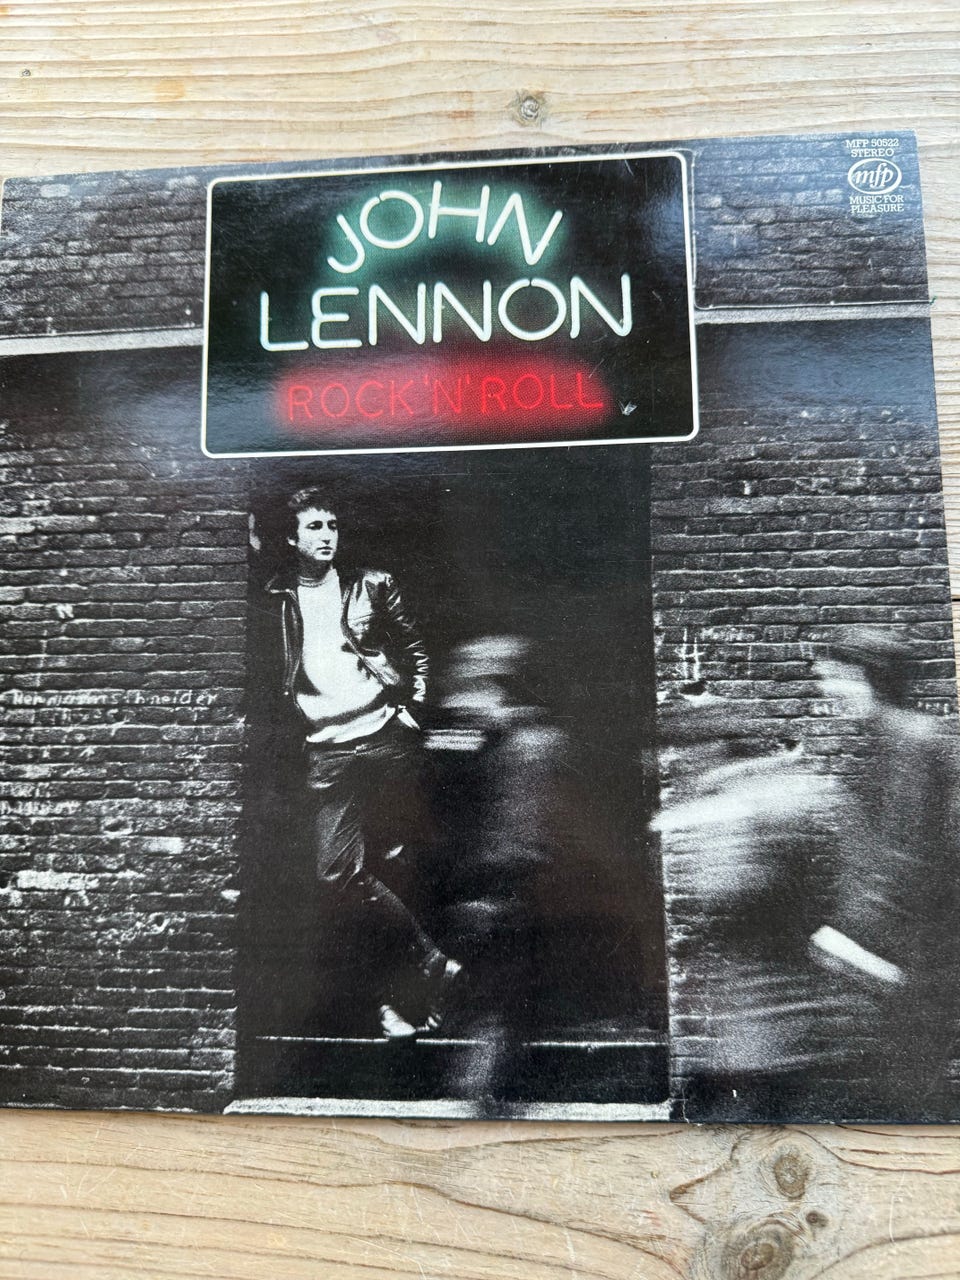 MFP 50522
STEREO
mfp
MUSIC FOR
PLEASURE
JOHN
LENNON
ROCK 'N' ROLL